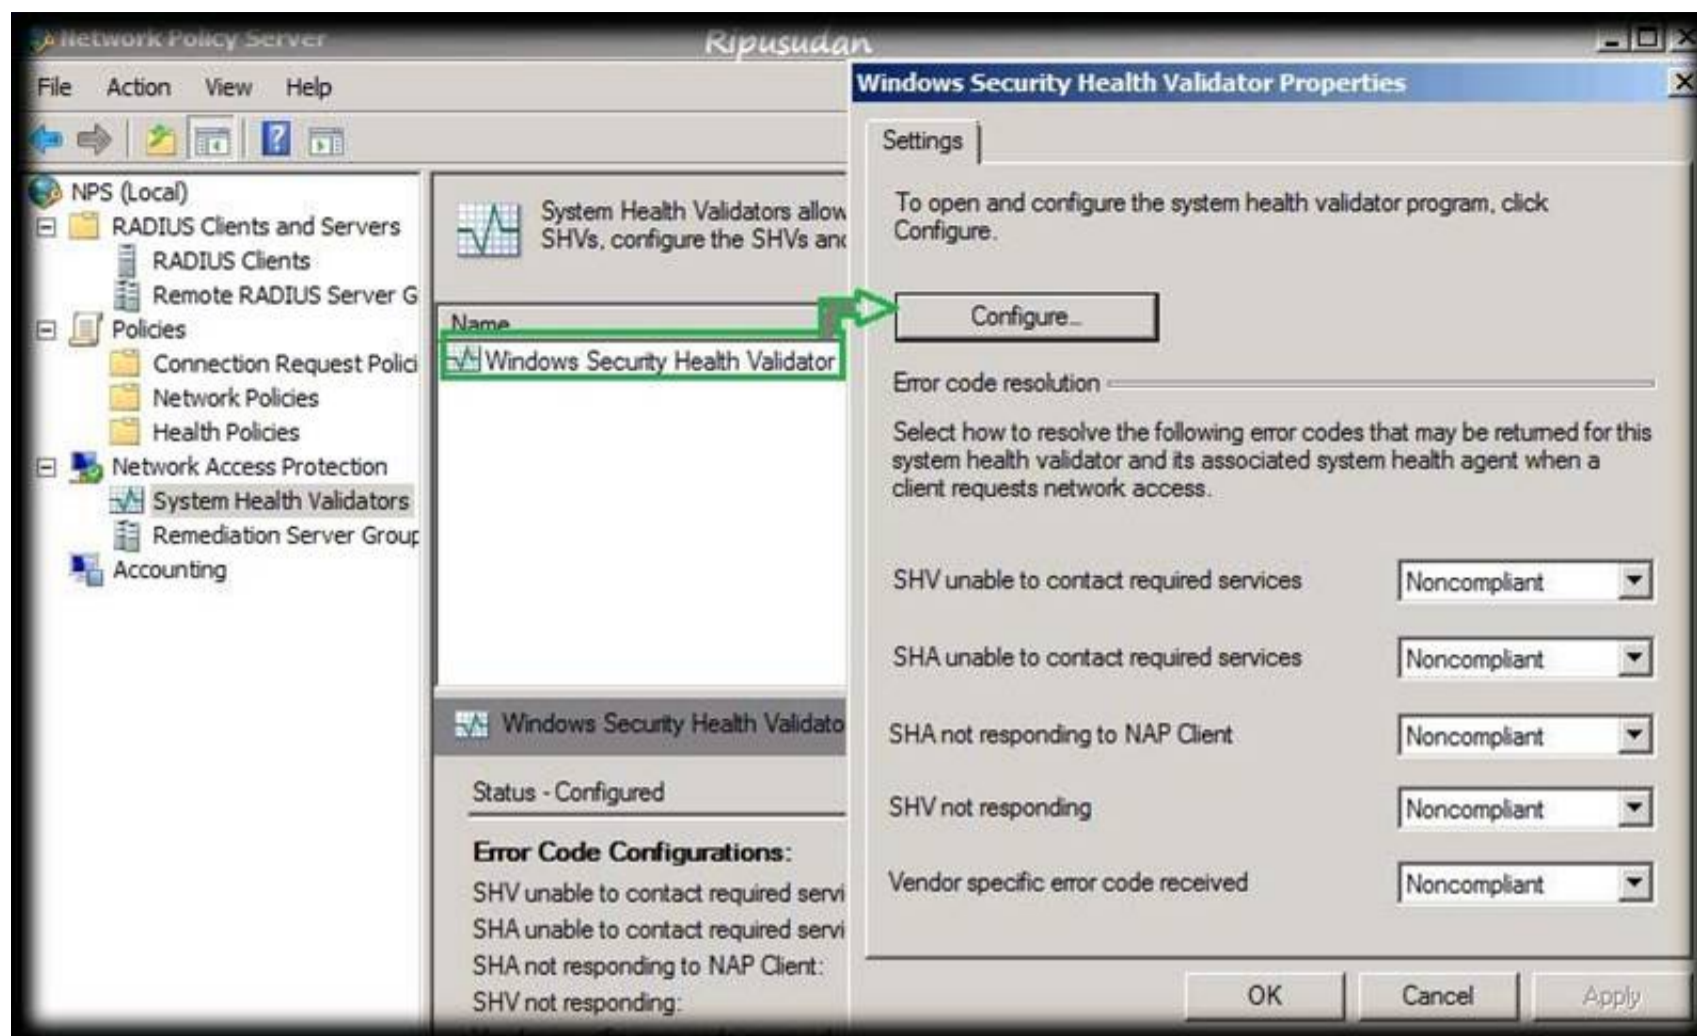 Network Policy Server
Ripusudan
File Action View Help
NPS (Local)
RADIUS Clients and Servers
RADIUS Clients
Remote RADIUS Server G
Policies
Connection Request Polici
Network Policies
Health Policies
Network Access Protection
System Health Validators
Remediation Server Group
Accounting
System Health Validators allow
SHVs, configure the SHVs and
Name
Windows Security Health Validator
Windows Security Health Validato
Status - Configured
Error Code Configurations:
SHV unable to contact required servi
SHA unable to contact required servi
SHA not responding to NAP Client:
SHV not responding:
Windows Security Health Validator Properties
Settings
To open and configure the system health validator program, click
Configure.
Configure...
Error code resolution
Select how to resolve the following error codes that may be returned for this
system health validator and its associated system health agent when a
client requests network access.
SHV unable to contact required services Noncompliant
SHA unable to contact required services Noncompliant
SHA not responding to NAP Client Noncompliant
SHV not responding Noncompliant
Vendor specific error code received Noncompliant
OK Cancel Apply